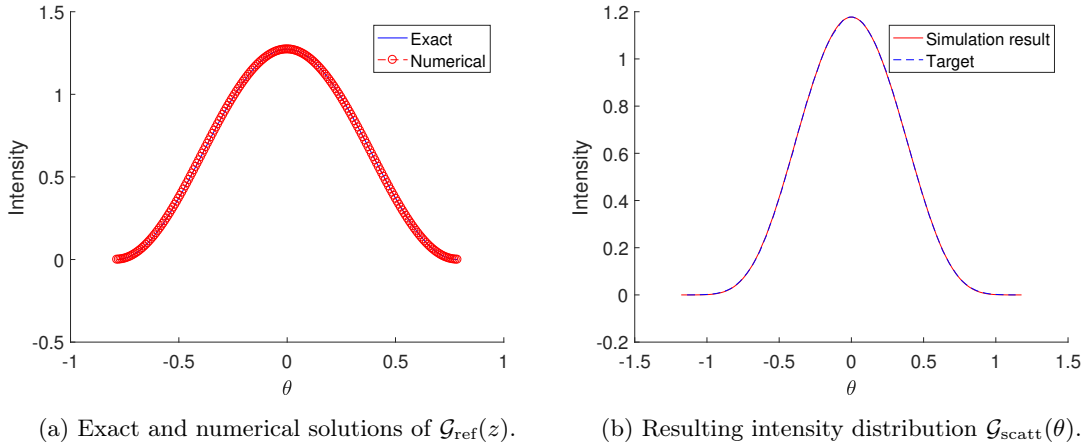 1.5
Exact
Numerical
1
Intensity
0.5
0
-0.5
-1
-0.5
0
0.5
1
θ
(a) Exact and numerical solutions of 𝒢ref(z).
1.2
Simulation result
Target
1
0.8
Intensity
0.6
0.4
0.2
0
-0.2
-1.5
-1
-0.5
0
0.5
1
1.5
θ
(b) Resulting intensity distribution 𝒢scatt(θ).